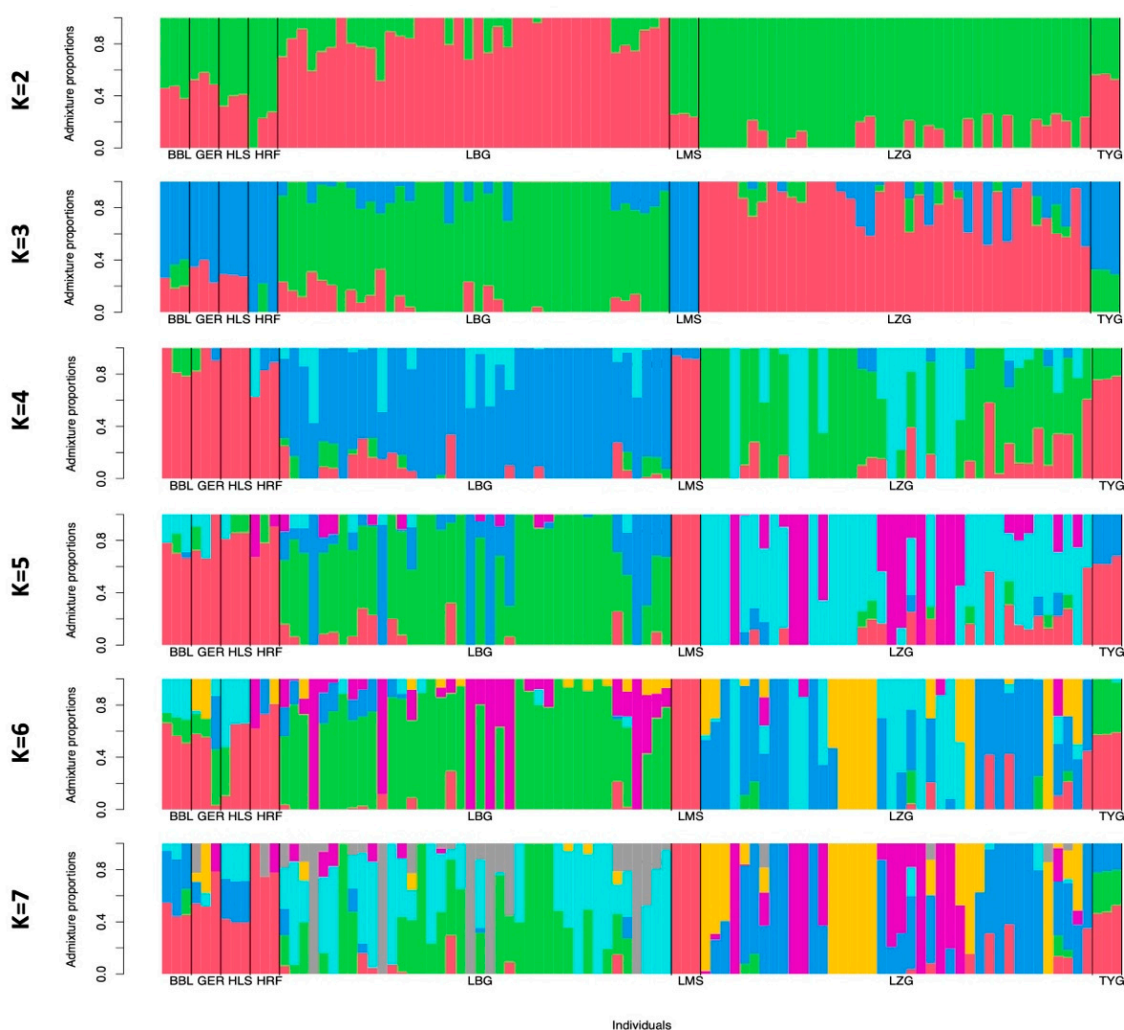 K=2
Admixture proportions
0.8
0.4
0.0
BBL GER HLS HRF LBG LMS LZG TYG
K=3
Admixture proportions
0.8
0.4
0.0
BBL GER HLS HRF LBG LMS LZG TYG
K=4
Admixture proportions
0.8
0.4
0.0
BBL GER HLS HRF LBG LMS LZG TYG
K=5
Admixture proportions
0.8
0.4
0.0
BBL GER HLS HRF LBG LMS LZG TYG
K=6
Admixture proportions
0.8
0.4
0.0
BBL GER HLS HRF LBG LMS LZG TYG
K=7
Admixture proportions
0.8
0.4
0.0
BBL GER HLS HRF LBG LMS LZG TYG
Individuals